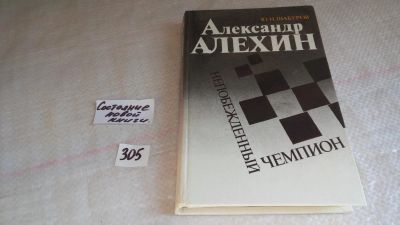 Ю.Н.ШАБУРОВ
Александр
АЛЕХИН
НЕПОБЕЖДЕННЫЙ
ЧЕМПИОН
Состояние
новой
книги
305